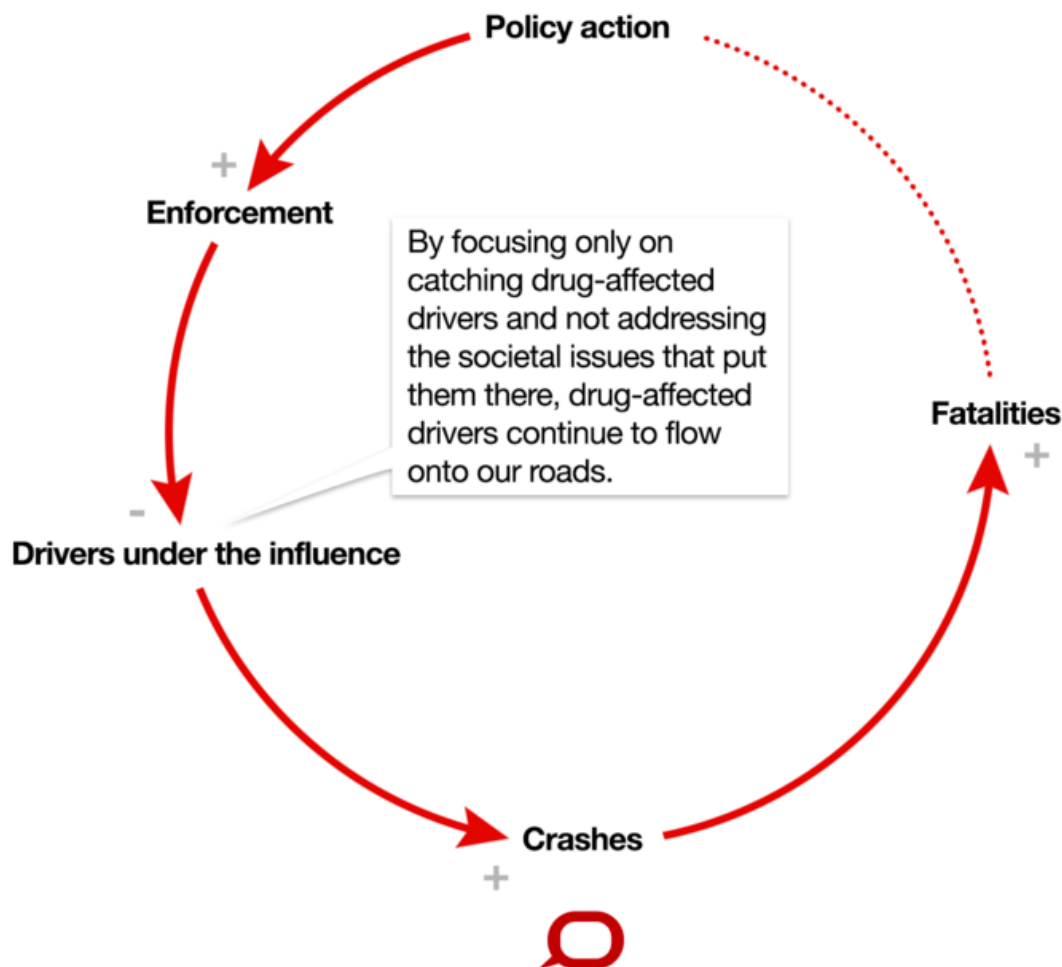 Policy action
+
Enforcement
By focusing only on
catching drug-affected
drivers and not addressing
the societal issues that put
them there, drug-affected
drivers continue to flow
onto our roads.
Fatalities
+
-
Drivers under the influence
Crashes
+